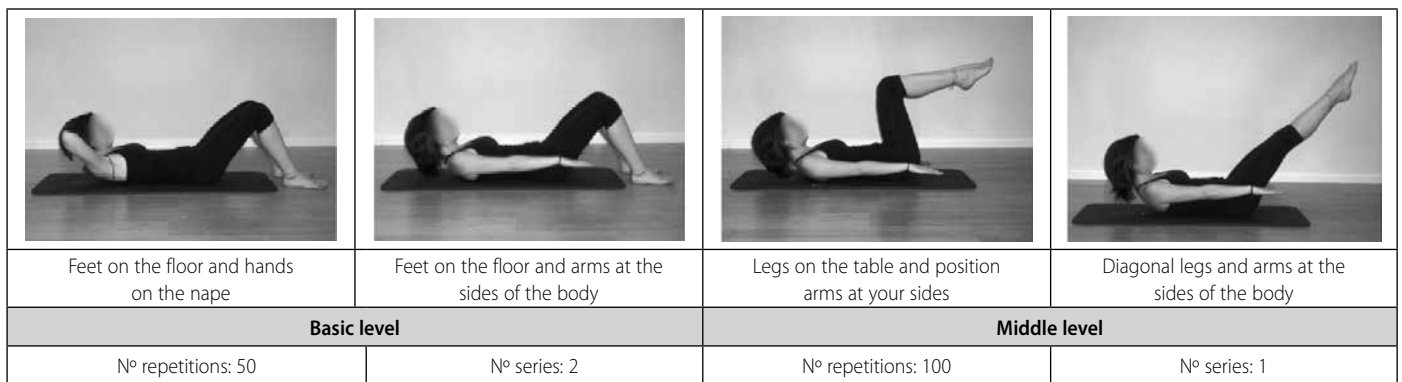 Feet on the floor and hands
on the nape
Feet on the floor and arms at the
sides of the body
Legs on the table and position
arms at your sides
Diagonal legs and arms at the
sides of the body
Basic level
Middle level
Nº repetitions: 50
Nº series: 2
Nº repetitions: 100
Nº series: 1